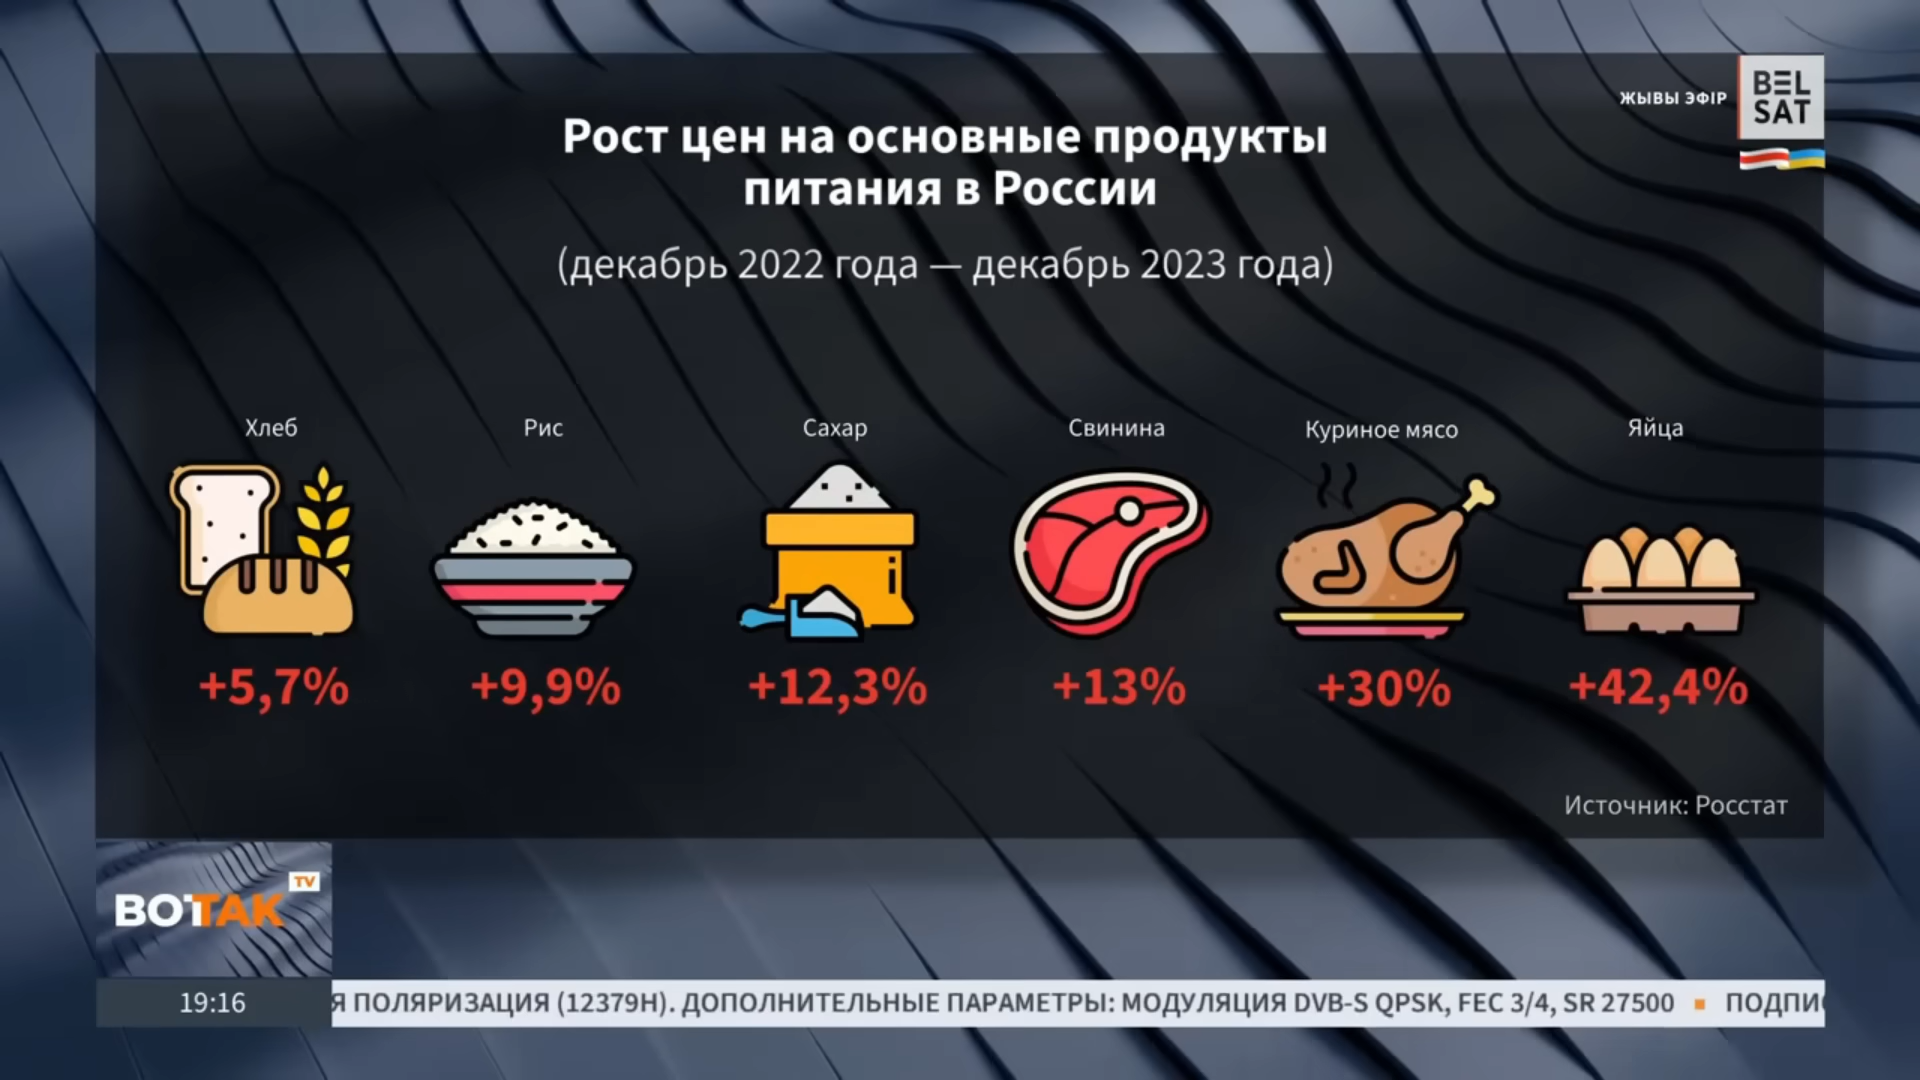 ЖЫВЫ ЭФІР
BEL
SAT
Рост цен на основные продукты
питания в России
(декабрь 2022 года — декабрь 2023 года)
Хлеб
Рис
Сахар
Свинина
Куриное мясо
Яйца
+5,7%
+9,9%
+12,3%
+13%
+30%
+42,4%
Источник: Росстат
ВОТТАК
TV
19:16
Я ПОЛЯРИЗАЦИЯ (12379H). ДОПОЛНИТЕЛЬНЫЕ ПАРАМЕТРЫ: МОДУЛЯЦИЯ DVB-S QPSK, FEC 3/4, SR 27500 ▪ ПОДПИ